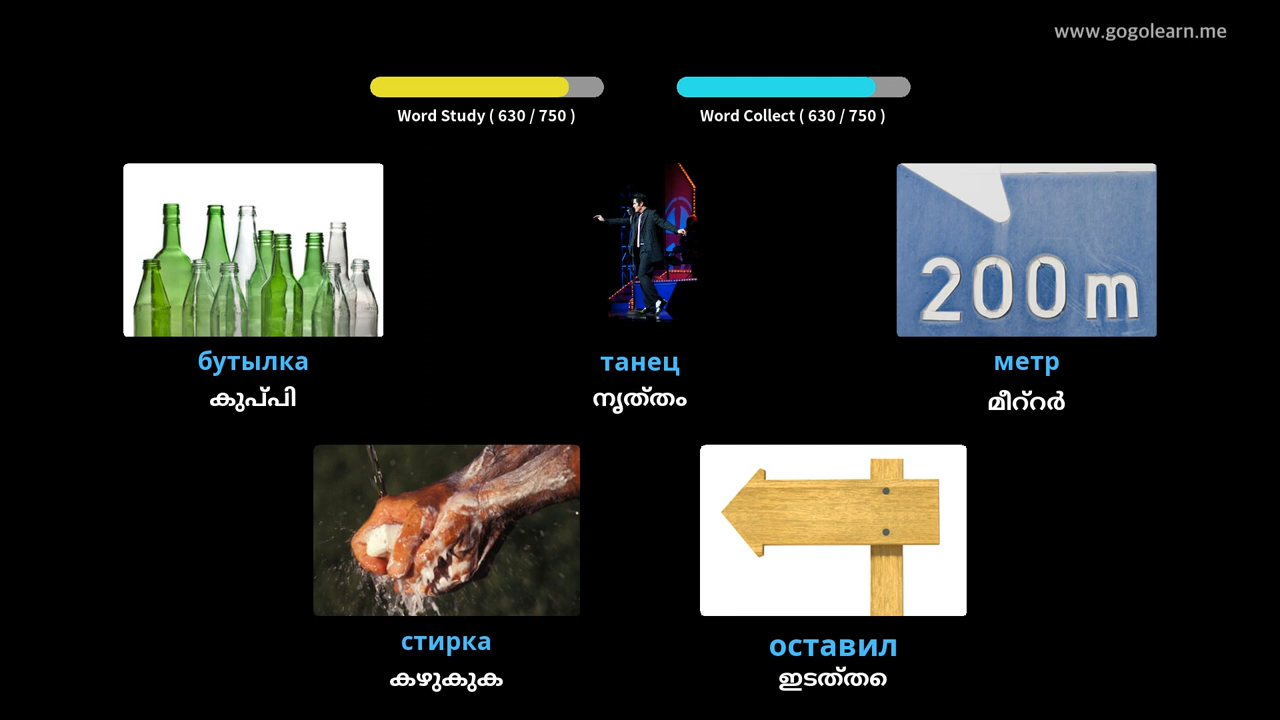 www.gogolearn.me
Word Study ( 630 / 750 )
Word Collect ( 630 / 750 )
200 m
бутылка
танец
метр
കുപ്പി
നൃത്തം
മീറ്റർ
стирка
оставил
കഴുകുക
ഇടത്തെ